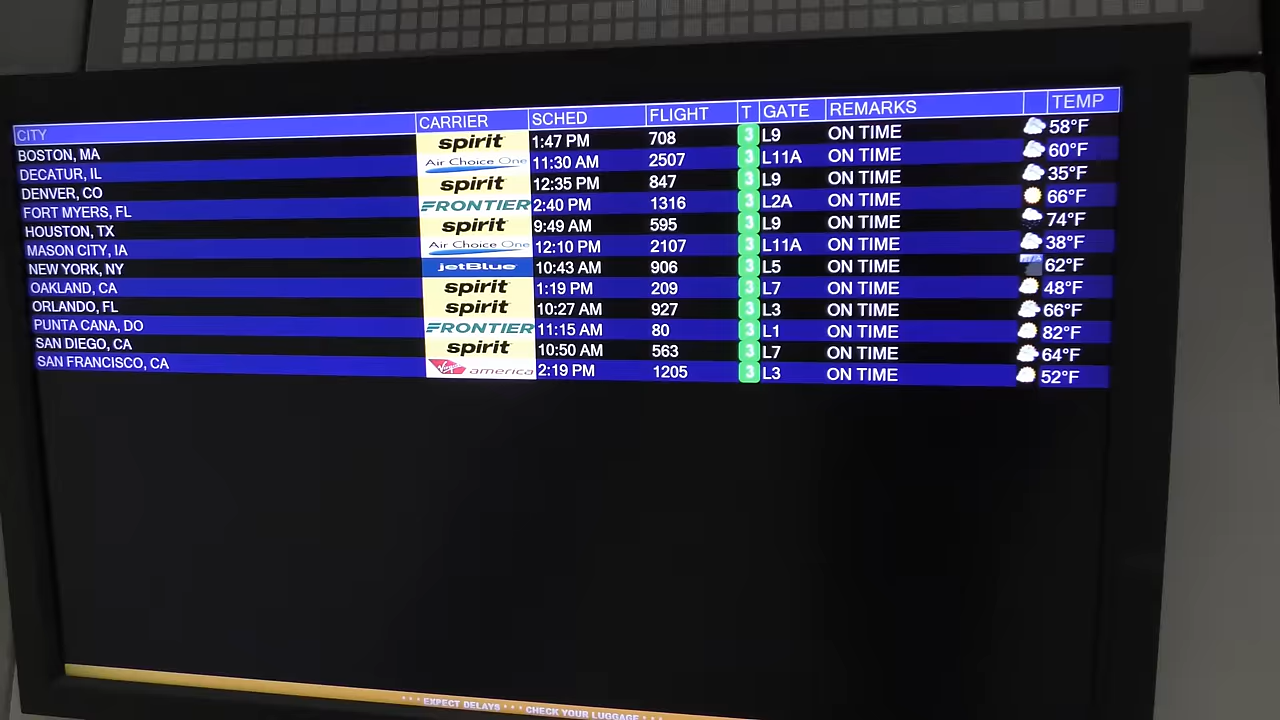 CITY CARRIER SCHED FLIGHT T GATE REMARKS TEMP
BOSTON, MA spirit 1:47 PM 708 3 L9 ON TIME 58°F
DECATUR, IL Air Choice One 11:30 AM 2507 3 L11A ON TIME 60°F
DENVER, CO spirit 12:35 PM 847 3 L9 ON TIME 35°F
FORT MYERS, FL FRONTIER 2:40 PM 1316 3 L2A ON TIME 66°F
HOUSTON, TX spirit 9:49 AM 595 3 L9 ON TIME 74°F
MASON CITY, IA Air Choice One 12:10 PM 2107 3 L11A ON TIME 38°F
NEW YORK, NY jetBlue 10:43 AM 906 3 L5 ON TIME 62°F
OAKLAND, CA spirit 1:19 PM 209 3 L7 ON TIME 48°F
ORLANDO, FL spirit 10:27 AM 927 3 L3 ON TIME 66°F
PUNTA CANA, DO FRONTIER 11:15 AM 80 3 L1 ON TIME 82°F
SAN DIEGO, CA spirit 10:50 AM 563 3 L7 ON TIME 64°F
SAN FRANCISCO, CA Virgin america 2:19 PM 1205 3 L3 ON TIME 52°F
* * * EXPECT DELAYS * * * CHECK YOUR LUGGAGE * * *